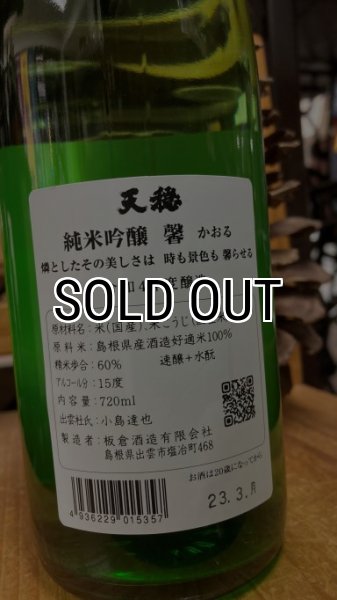 天穏
純米吟醸 馨 かおる
燐としたその美しさは 時も景色も 馨らせる
SOLD OUT
原材料名:米(国産)、米こうじ
原料米:島根県産酒造好適米100%
精米歩合:60% 速醸+水酛
アルコール分:15度
内容量:720ml
出雲杜氏:小島達也
製造者:板倉酒造有限会社
島根県出雲市塩冶町468
お酒は20歳になってから
23.3.月
4936229015357